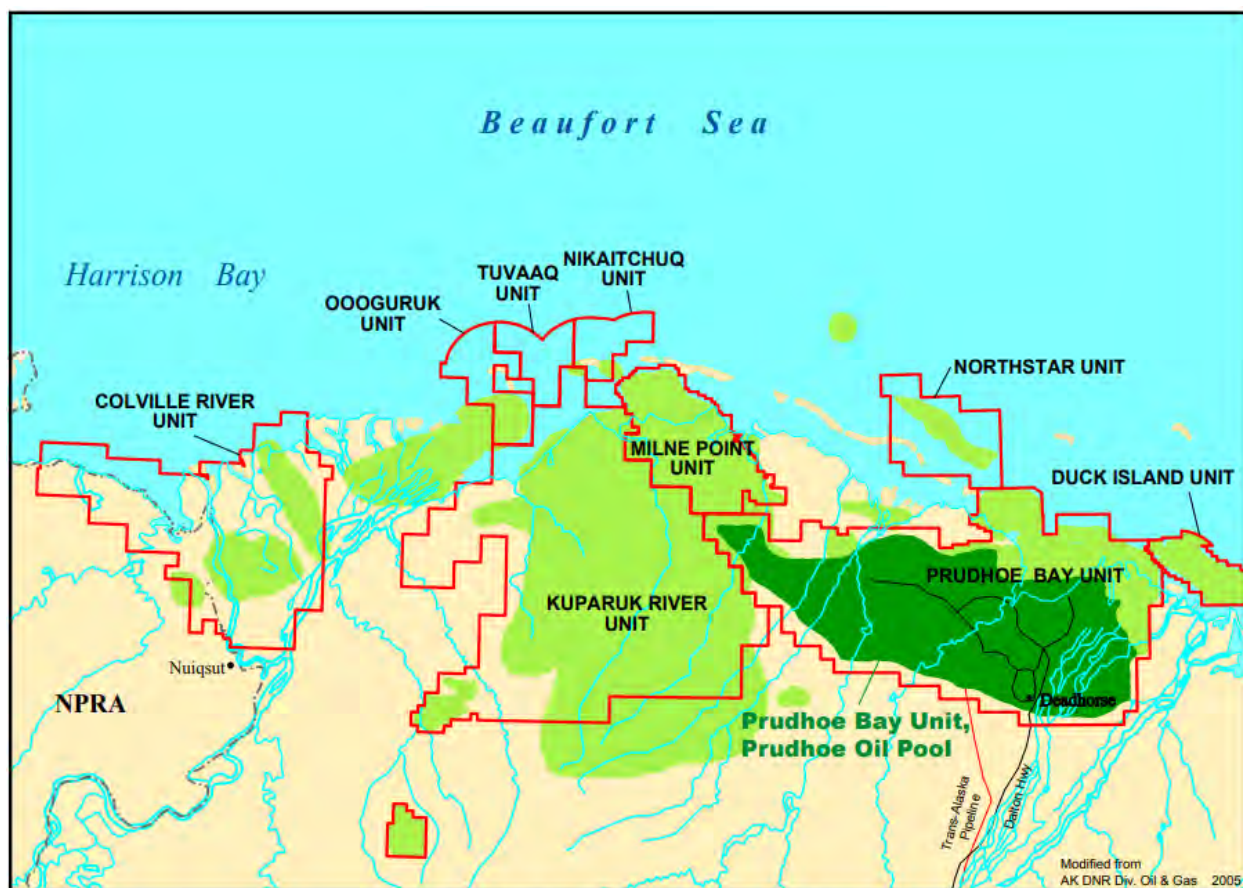 Beaufort Sea
Harrison Bay
NIKAITCHUQ
UNIT
TUVAAQ
UNIT
OOOGURUK
UNIT
NORTHSTAR UNIT
COLVILLE RIVER
UNIT
MILNE POINT
UNIT
DUCK ISLAND UNIT
PRUDHOE BAY UNIT
KUPARUK RIVER
UNIT
Nuiqsut
NPRA
Deadhorse
Prudhoe Bay Unit,
Prudhoe Oil Pool
Trans-Alaska
Pipeline
Dalton Hwy
Modified from
AK DNR Div. Oil & Gas 2005